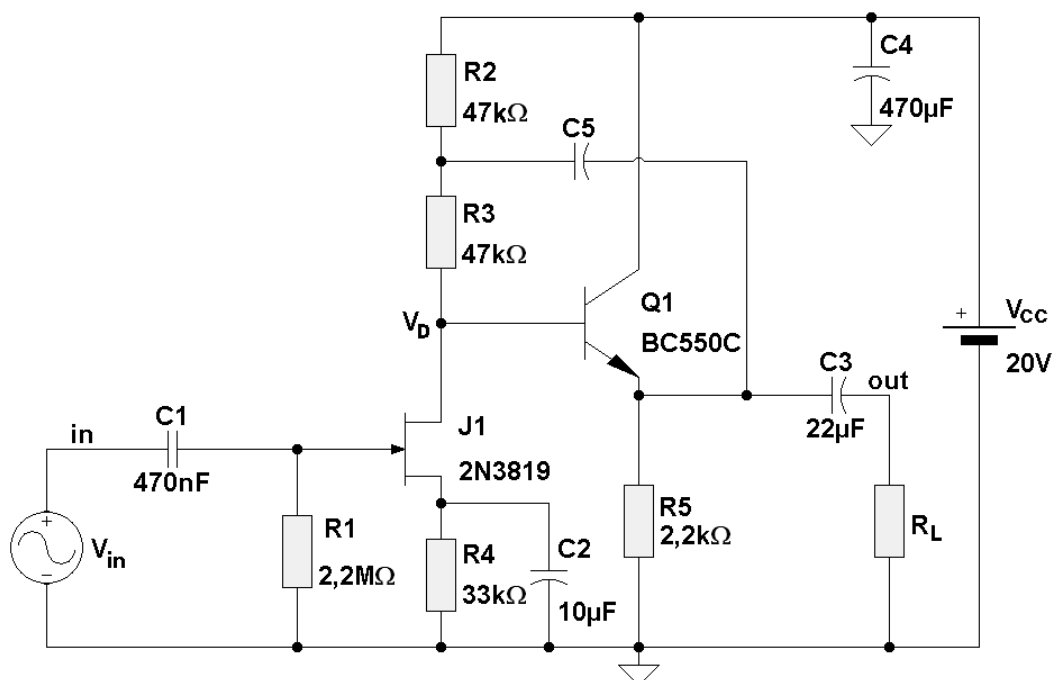 R2
47kΩ
C5
C4
470µF
R3
47kΩ
V_D
Q1
BC550C
+
V_CC
20V
C3
out
22µF
in
C1
470nF
J1
2N3819
+
V_in
−
R1
2,2MΩ
R4
33kΩ
C2
10µF
R5
2,2kΩ
R_L